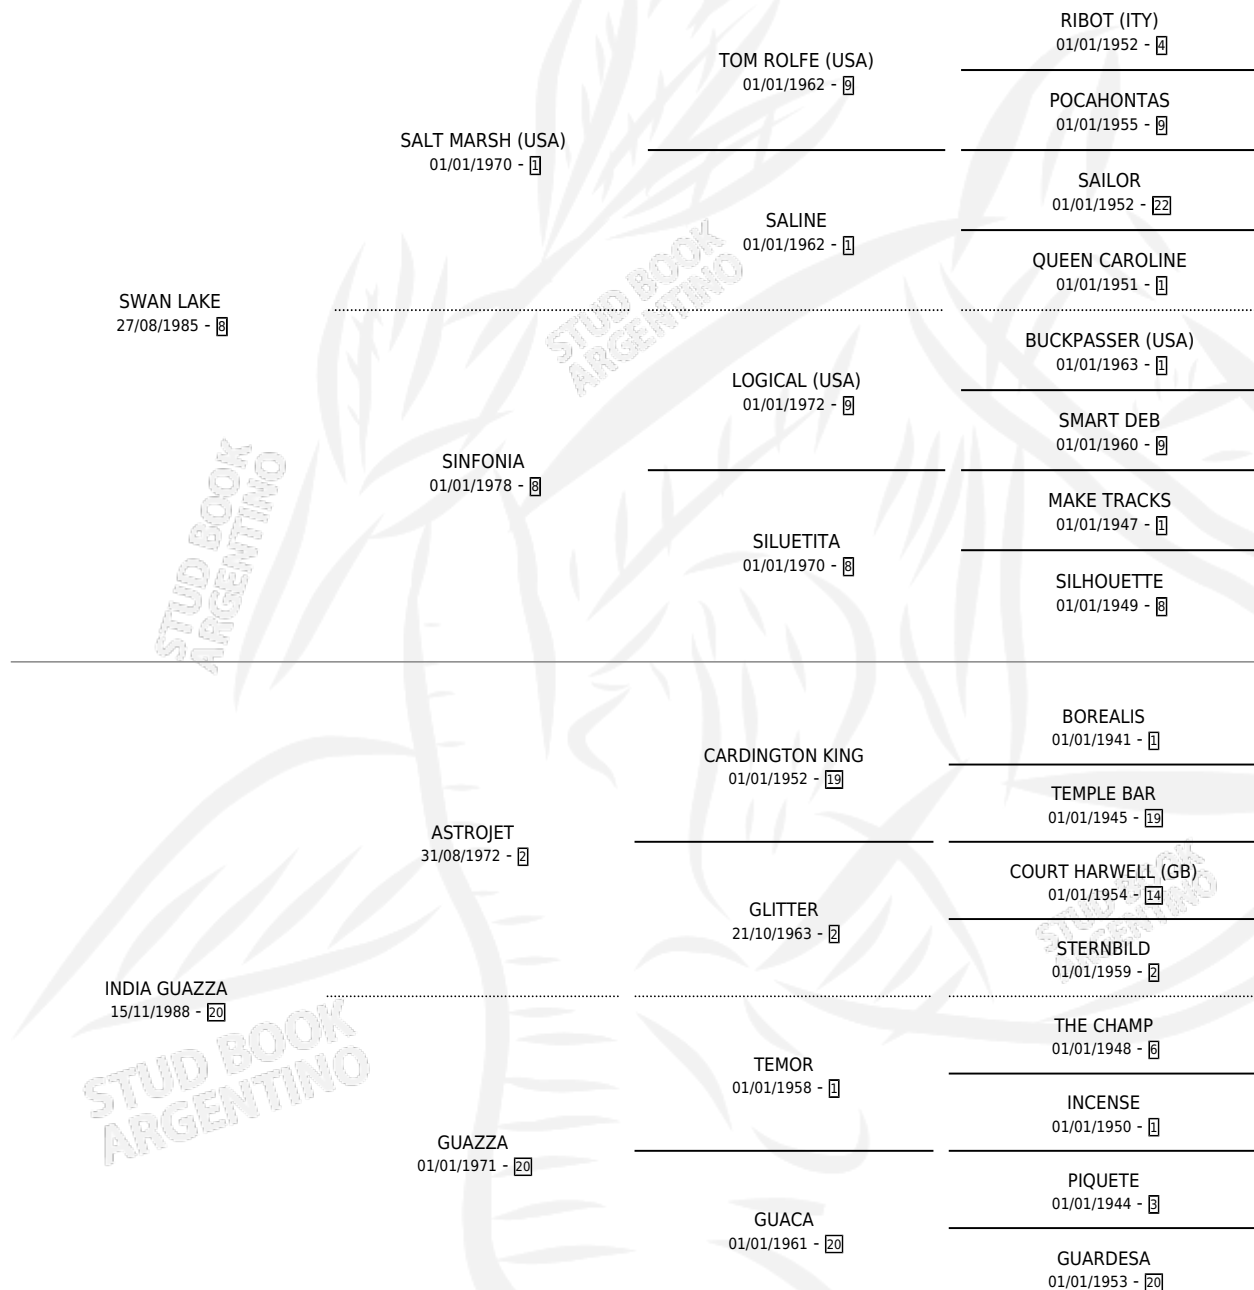 RIBOT (ITY)
01/01/1952 - 4
TOM ROLFE (USA)
01/01/1962 - 9
POCAHONTAS
01/01/1955 - 9
SALT MARSH (USA)
01/01/1970 - 1
SAILOR
01/01/1952 - 22
SALINE
01/01/1962 - 1
QUEEN CAROLINE
01/01/1951 - 1
SWAN LAKE
27/08/1985 - 8
STUD BOOK
ARGENTINO
BUCKPASSER (USA)
01/01/1963 - 1
LOGICAL (USA)
01/01/1972 - 9
SMART DEB
01/01/1960 - 9
SINFONIA
01/01/1978 - 8
MAKE TRACKS
01/01/1947 - 1
SILUETITA
01/01/1970 - 8
SILHOUETTE
01/01/1949 - 8
STUD BOOK
ARGENTINO
BOREALIS
01/01/1941 - 1
CARDINGTON KING
01/01/1952 - 19
TEMPLE BAR
01/01/1945 - 19
ASTROJET
31/08/1972 - 2
COURT HARWELL (GB)
01/01/1954 - 14
GLITTER
21/10/1963 - 2
STUD BOOK
ARGENTINO
STERNBILD
01/01/1959 - 2
INDIA GUAZZA
15/11/1988 - 20
STUD BOOK
ARGENTINO
THE CHAMP
01/01/1948 - 6
TEMOR
01/01/1958 - 1
INCENSE
01/01/1950 - 1
GUAZZA
01/01/1971 - 20
PIQUETE
01/01/1944 - 3
GUACA
01/01/1961 - 20
GUARDESA
01/01/1953 - 20